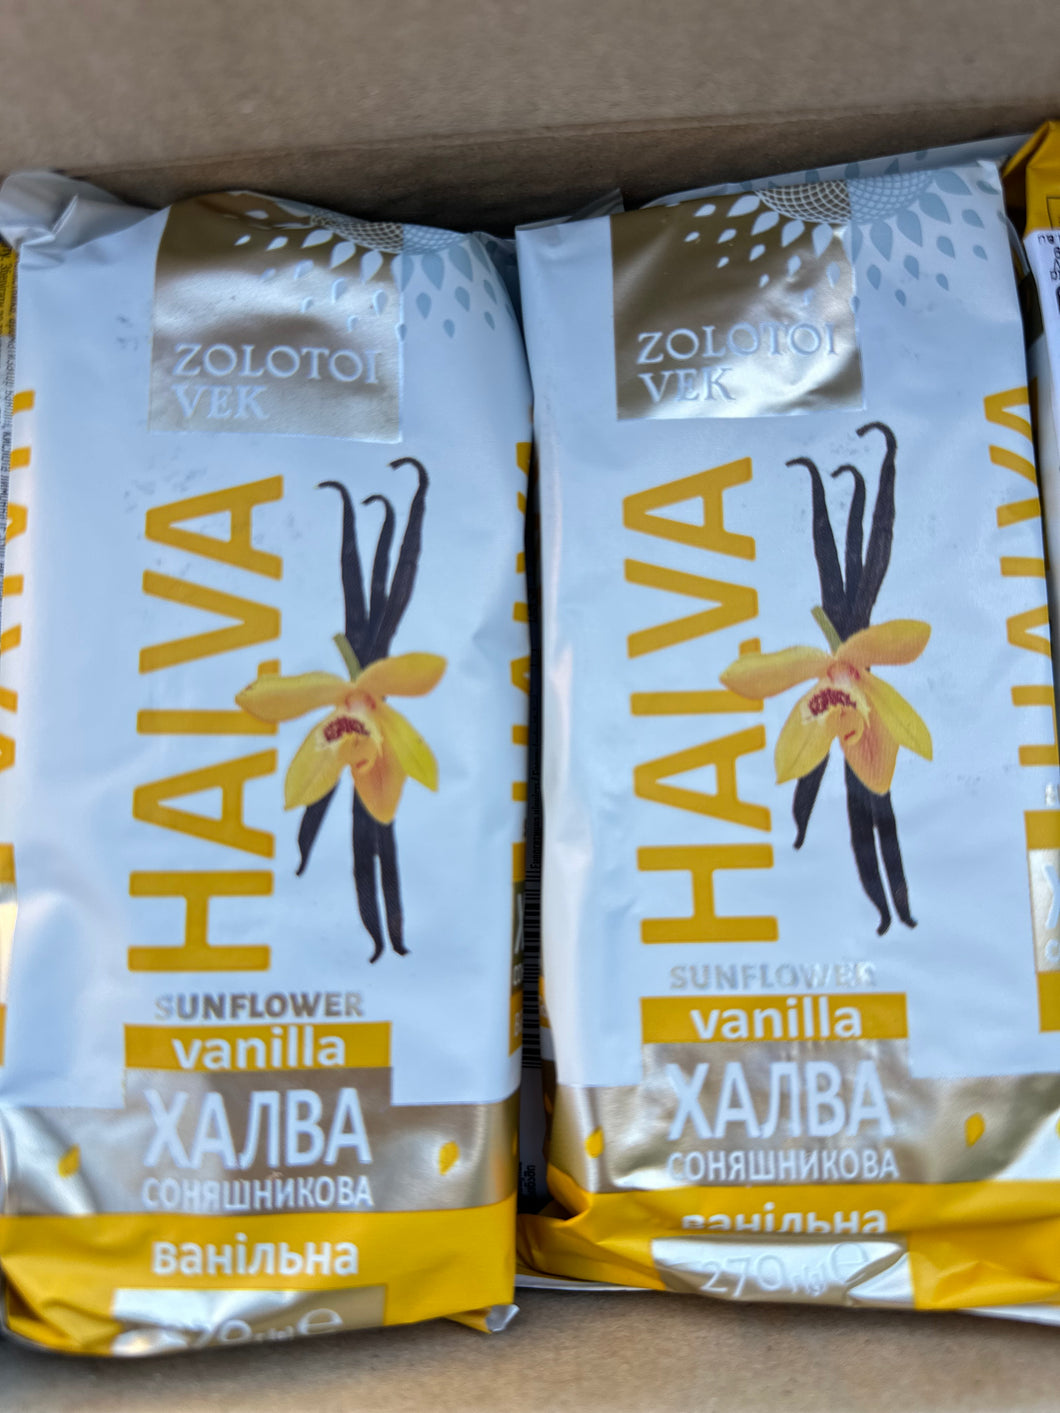 ZOLOTOI
VEK
HALVA
SUNFLOWER
vanilla
ХАЛВА
СОНЯШНИКОВА
ванільна
ZOLOTOI
VEK
HALVA
SUNFLOWER
vanilla
ХАЛВА
СОНЯШНИКОВА
ванільна
270 г (g) e